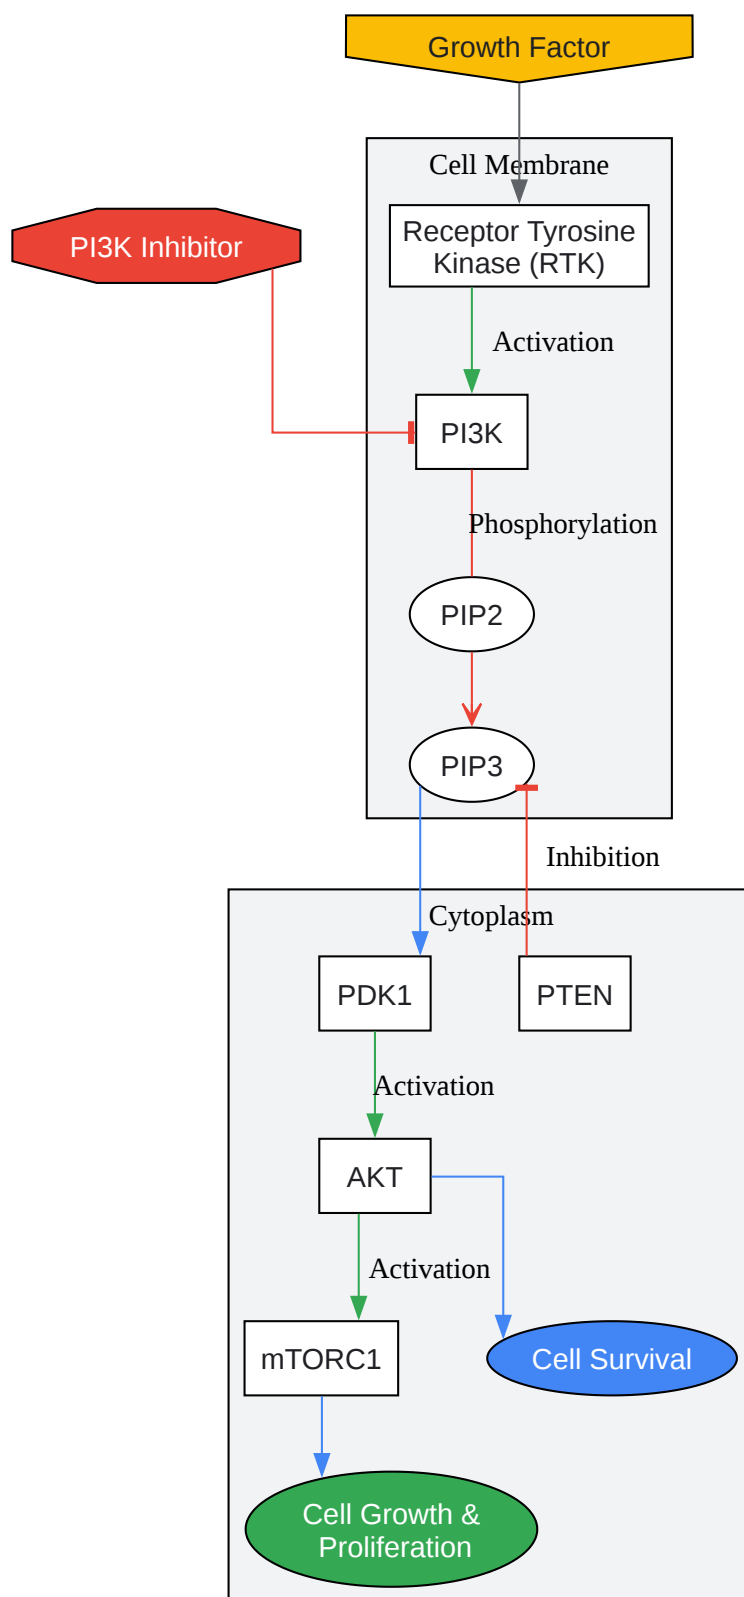 Growth Factor
Cell Membrane
PI3K Inhibitor
Receptor Tyrosine
Kinase (RTK)
Activation
PI3K
Phosphorylation
PIP2
PIP3
Inhibition
Cytoplasm
PDK1
PTEN
Activation
AKT
Activation
mTORC1
Cell Survival
Cell Growth &
Proliferation